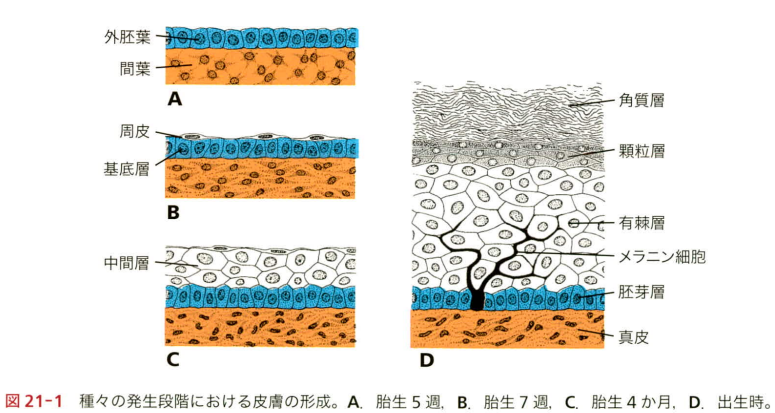 外胚葉
間葉
A
周皮
基底層
B
中間層
C
角質層
顆粒層
有棘層
メラニン細胞
胚芽層
真皮
D
図 21-1 種々の発生段階における皮膚の形成。A. 胎生 5 週, B. 胎生 7 週, C. 胎生 4 か月, D. 出生時。